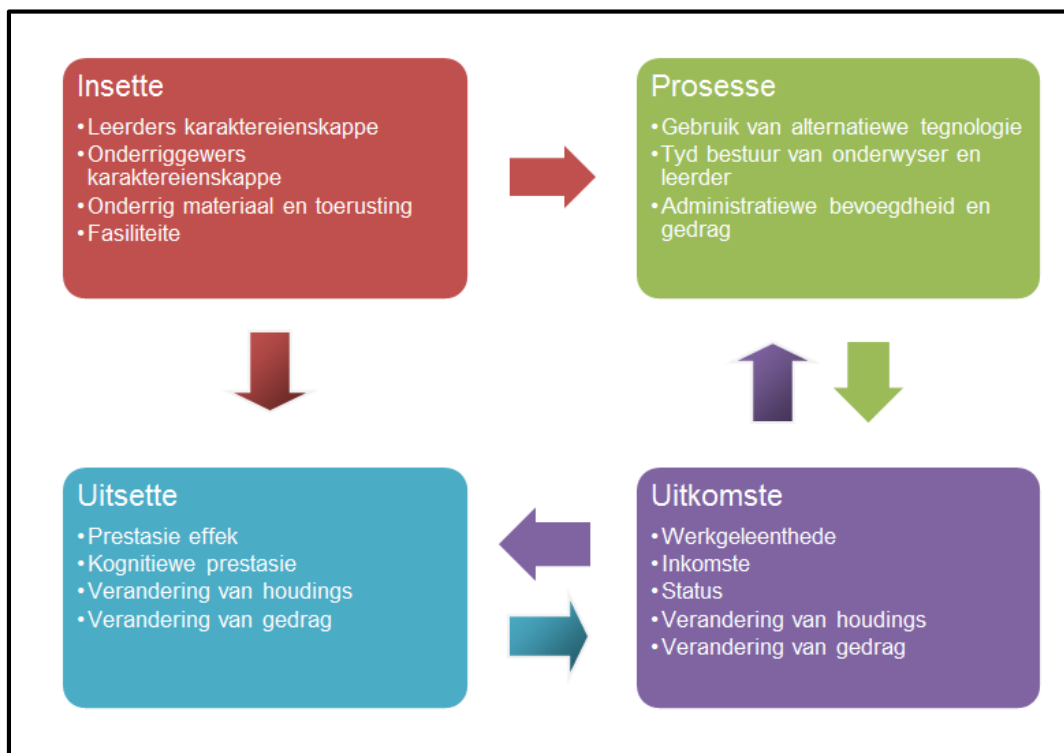 Insette
•Leerders karaktereienskappe
•Onderriggewers
karaktereienskappe
•Onderrig materiaal en toerusting
•Fasiliteite
Prosesse
•Gebruik van alternatiewe tegnologie
•Tyd bestuur van onderwyser en
leerder
•Administratiewe bevoegdheid en
gedrag
Uitsette
•Prestasie effek
•Kognitiewe prestasie
•Verandering van houdings
•Verandering van gedrag
Uitkomste
•Werkgeleenthede
•Inkomste
•Status
•Verandering van houdings
•Verandering van gedrag